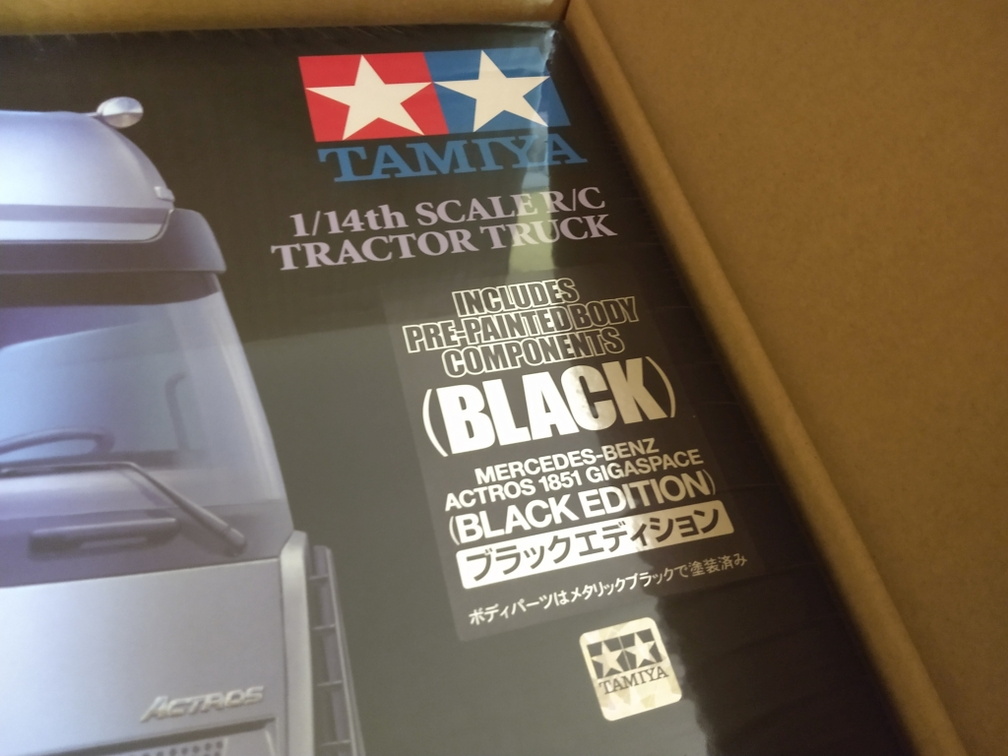 TAMIYA
1/14th SCALE R/C
TRACTOR TRUCK
INCLUDES
PRE-PAINTED BODY
COMPONENTS
(BLACK)
MERCEDES-BENZ
ACTROS 1851 GIGASPACE
(BLACK EDITION)
ブラックエディション
ボディパーツはメタリックブラックで塗装済み
TAMIYA
ACTROS